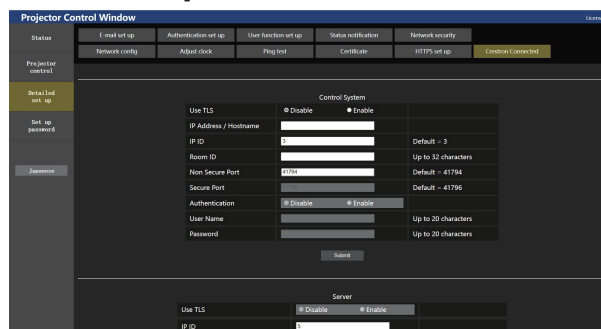 Projector Control Window
Licens
Status
E-mail set up
Authentication set up
User function set up
Status notification
Network security
Network config
Adjust clock
Ping test
Certificate
HTTPS set up
Crestron Connected
Projector
control
Detailed
set up
Set up
password
Japanese
Control System
Use TLS Disable Enable
IP Address / Hostname
IP ID 3 Default = 3
Room ID Up to 32 characters
Non Secure Port 41794 Default = 41794
Secure Port Default = 41796
Authentication Disable Enable
User Name Up to 20 characters
Password Up to 20 characters
Submit
Server
Use TLS Disable Enable
IP ID 5